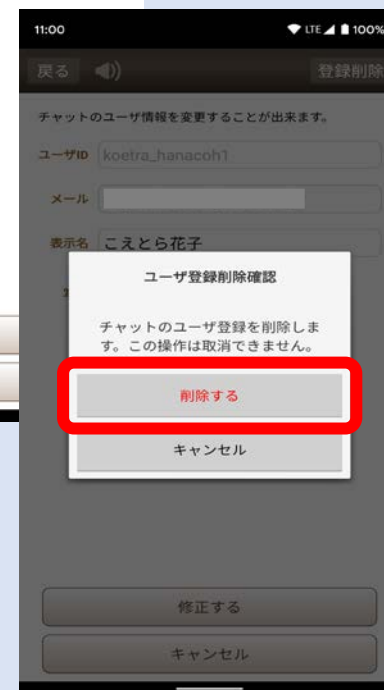 11:00 LTE 100%
戻る 登録削除
チャットのユーザ情報を変更することが出来ます。
ユーザID koetra_hanacoh1
メール
表示名 こえとら花子
ユーザ登録削除確認
チャットのユーザ登録を削除しま
す。この操作は取消できません。
削除する
キャンセル
修正する
キャンセル